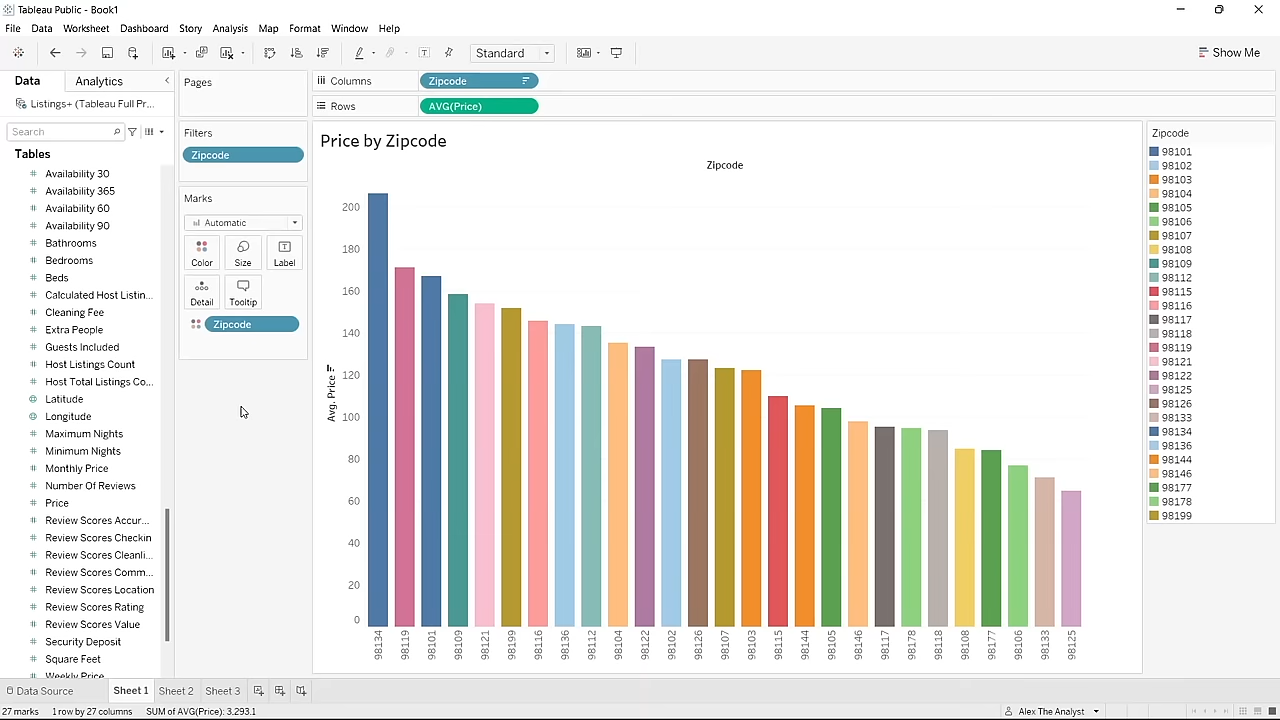 Tableau Public - Book1
File Data Worksheet Dashboard Story Analysis Map Format Window Help
Standard
Show Me
Data Analytics
Listings+ (Tableau Full Pr...
Search
Tables
Availability 30
Availability 365
Availability 60
Availability 90
Bathrooms
Bedrooms
Beds
Calculated Host Listin...
Cleaning Fee
Extra People
Guests Included
Host Listings Count
Host Total Listings Co...
Latitude
Longitude
Maximum Nights
Minimum Nights
Monthly Price
Number Of Reviews
Price
Review Scores Accur...
Review Scores Checkin
Review Scores Cleanli...
Review Scores Comm...
Review Scores Location
Review Scores Rating
Review Scores Value
Security Deposit
Square Feet
Weekly Price
Pages
Filters
Zipcode
Marks
Automatic
Color Size Label
Detail Tooltip
Zipcode
Columns Zipcode
Rows AVG(Price)
Price by Zipcode
Zipcode
Avg. Price
200
180
160
140
120
100
80
60
40
20
0
98134 98119 98101 98109 98121 98199 98116 98136 98112 98104 98122 98102 98126 98107 98103 98115 98144 98105 98146 98117 98178 98118 98108 98177 98106 98133 98125
Zipcode
98101
98102
98103
98104
98105
98106
98107
98108
98109
98112
98115
98116
98117
98118
98119
98121
98122
98125
98126
98133
98134
98136
98144
98146
98177
98178
98199
Data Source Sheet 1 Sheet 2 Sheet 3
27 marks 1 row by 27 columns SUM of AVG(Price): 3,293.1
Alex The Analyst